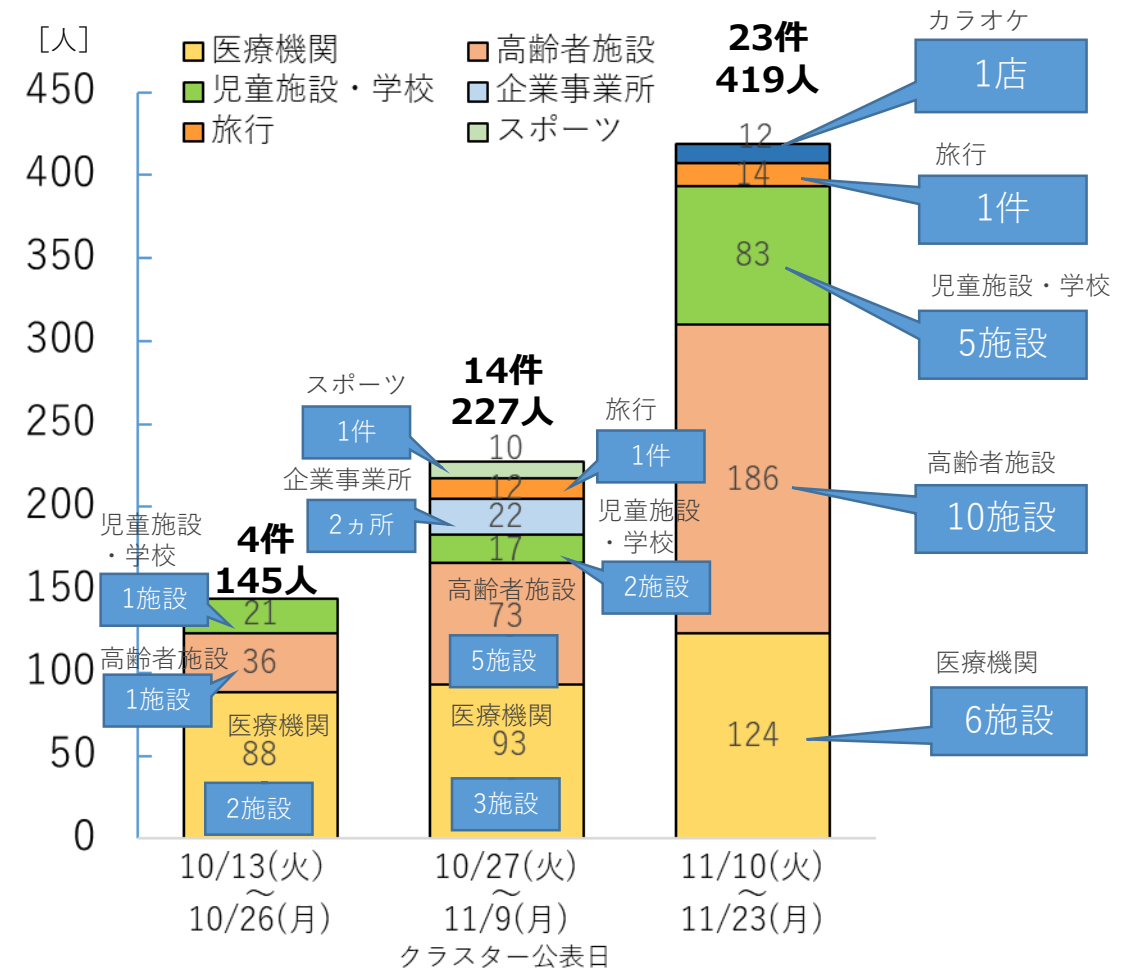 [人]
医療機関
高齢者施設
児童施設・学校
企業事業所
旅行
スポーツ
450
400
350
300
250
200
150
100
50
0
4件
145人
児童施設
・学校
1施設
21
高齢者施設
36
1施設
医療機関
88
2施設
14件
227人
スポーツ
1件
10
旅行
1件
12
企業事業所
2ヵ所
22
児童施設
・学校
2施設
17
高齢者施設
73
5施設
医療機関
93
3施設
23件
419人
カラオケ
1店
12
旅行
1件
14
児童施設・学校
5施設
83
高齢者施設
10施設
186
医療機関
6施設
124
10/13(火)
~
10/26(月)
10/27(火)
~
11/9(月)
11/10(火)
~
11/23(月)
クラスター公表日